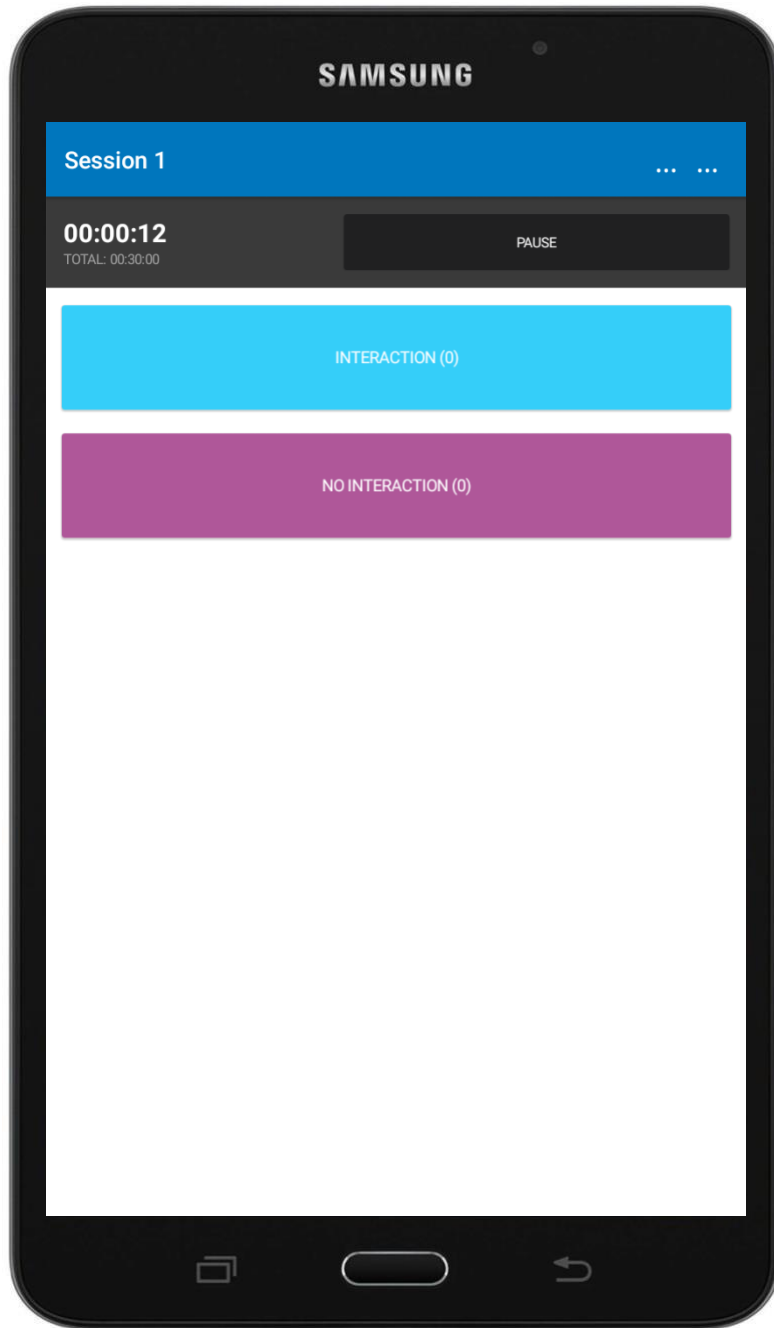 SAMSUNG
Session 1
... ...
00:00:12
TOTAL: 00:30:00
PAUSE
INTERACTION (0)
NO INTERACTION (0)